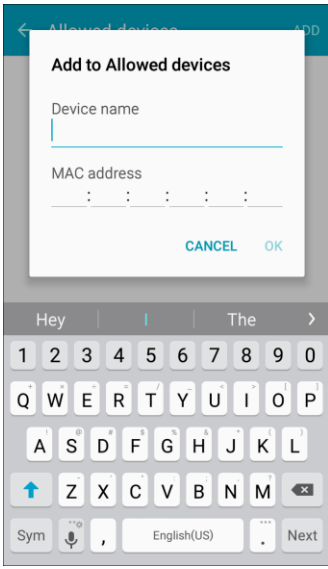 Allowed devices ADD
Add to Allowed devices
Device name
MAC address
: : : : :
CANCEL OK
Hey I The >
1 2 3 4 5 6 7 8 9 0
Q W E R T Y U I O P
A S D F G H J K L
Z X C V B N M
Sym , English(US) . Next